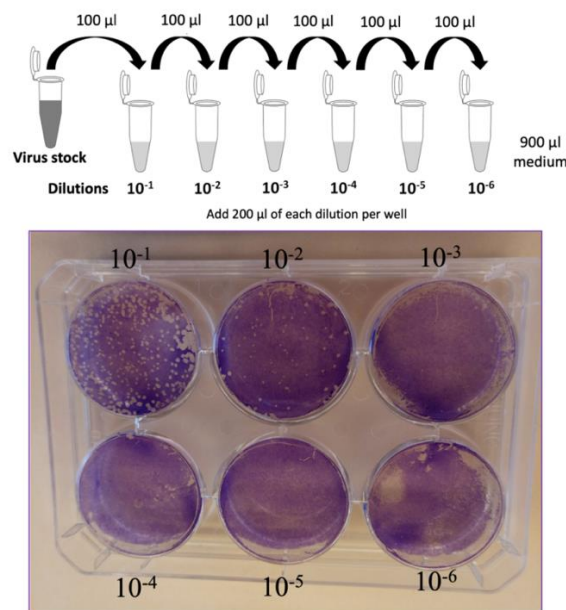 100 µl 100 µl 100 µl 100 µl 100 µl 100 µl
Virus stock
900 µl
medium
Dilutions 10⁻¹ 10⁻² 10⁻³ 10⁻⁴ 10⁻⁵ 10⁻⁶
Add 200 µl of each dilution per well
10⁻¹ 10⁻² 10⁻³
10⁻⁴ 10⁻⁵ 10⁻⁶